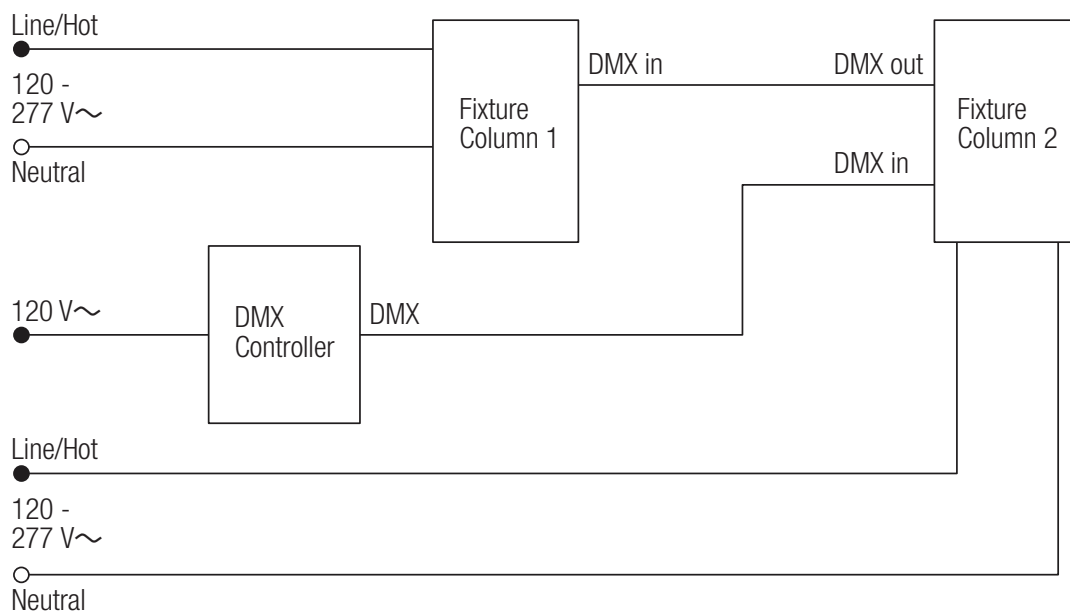 Line/Hot
120 -
277 V～
Neutral
Fixture
Column 1
DMX in
DMX out
Fixture
Column 2
DMX in
120 V～
DMX
Controller
DMX
Line/Hot
120 -
277 V～
Neutral